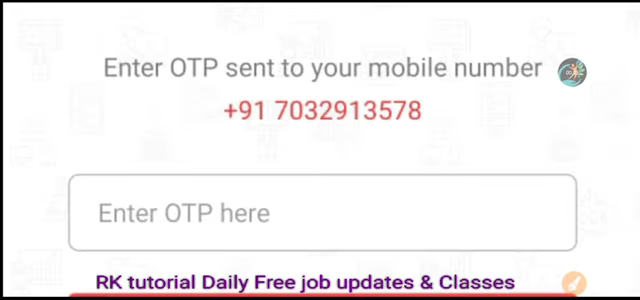 Enter OTP sent to your mobile number
+91 7032913578
Enter OTP here
RK tutorial Daily Free job updates & Classes